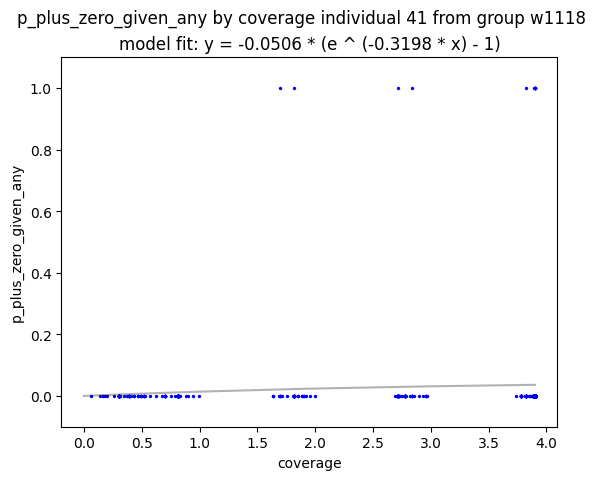 p_plus_zero_given_any by coverage individual 41 from group w1118
model fit: y = -0.0506 * (e ^ (-0.3198 * x) - 1)
1.0
0.8
0.6
0.4
0.2
0.0
p_plus_zero_given_any
0.0 0.5 1.0 1.5 2.0 2.5 3.0 3.5 4.0
coverage